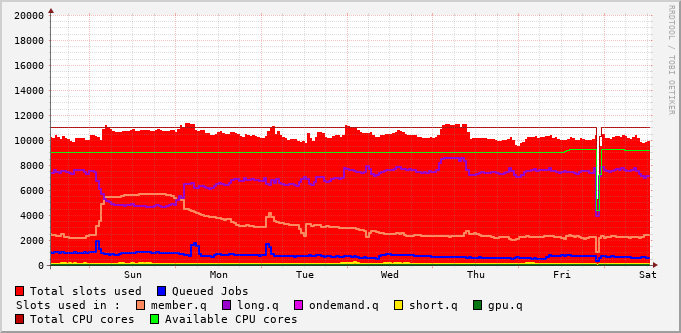 20000
18000
16000
14000
12000
10000
8000
6000
4000
2000
0
Sun Mon Tue Wed Thu Fri Sat
RRDTOOL / TOBI OETIKER
Total slots used Queued Jobs
Slots used in : member.q long.q ondemand.q short.q gpu.q
Total CPU cores Available CPU cores